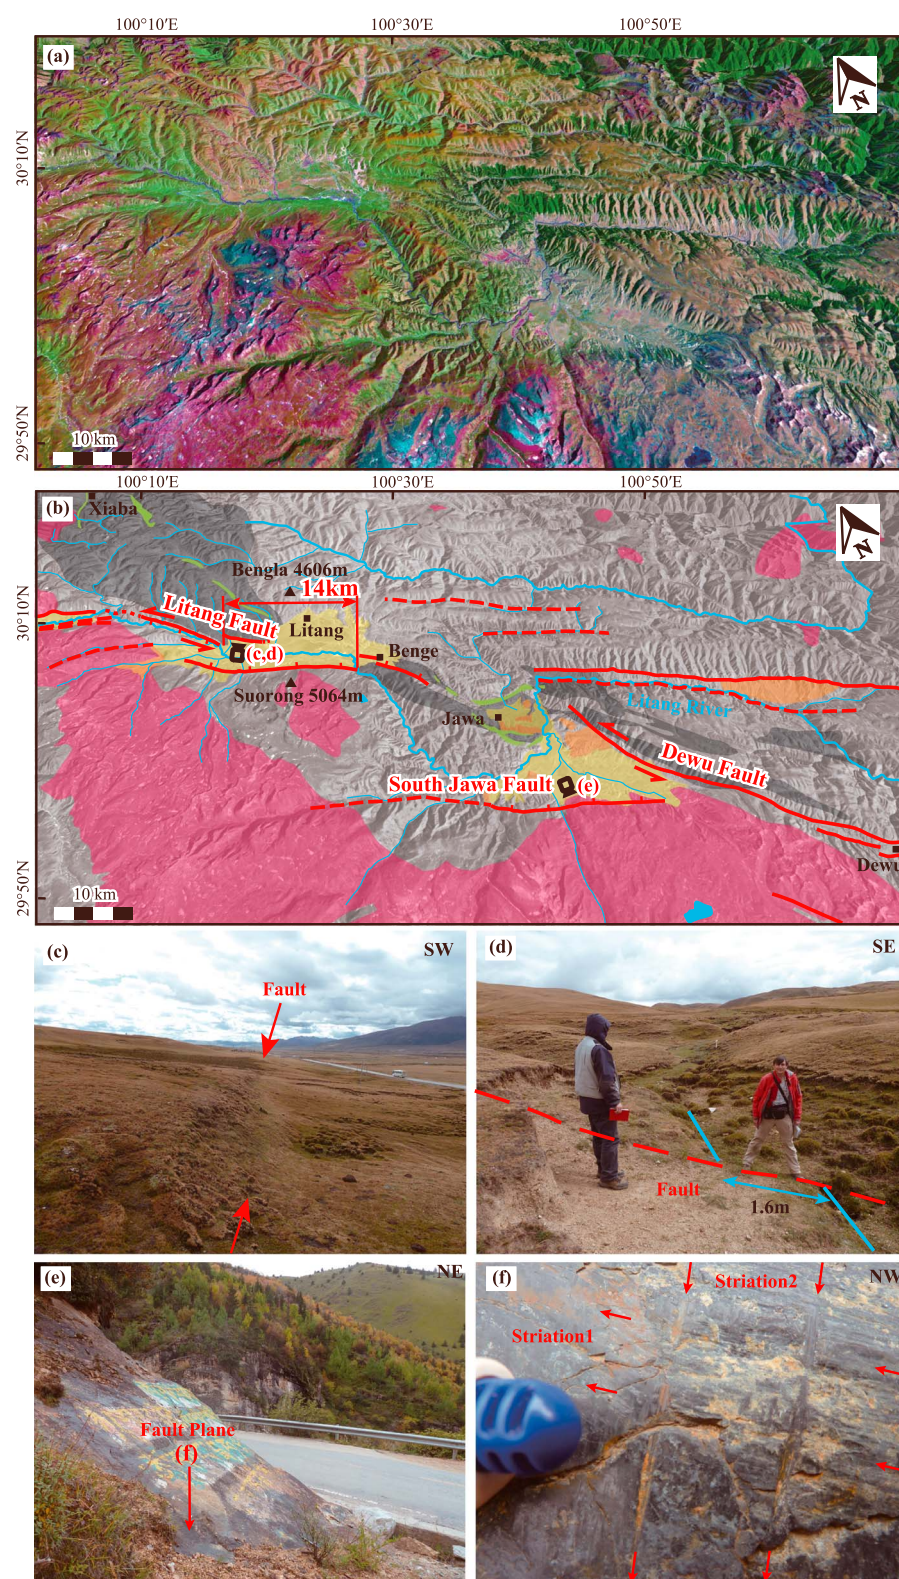 100°10′E 100°30′E 100°50′E
(a)
N
30°10′N
29°50′N
10 km
100°10′E 100°30′E 100°50′E
(b)
Xiaba
N
Bengla 4606m
14km
30°10′N
Litang Fault
Litang
(c,d)
Benge
Suorong 5064m
Litang River
Jawa
Dewu Fault
South Jawa Fault
(e)
Dewu
29°50′N
10 km
(c)
SW
Fault
(d)
SE
Fault
1.6m
(e)
NE
Fault Plane
(f)
(f)
Striation2
NW
Striation1